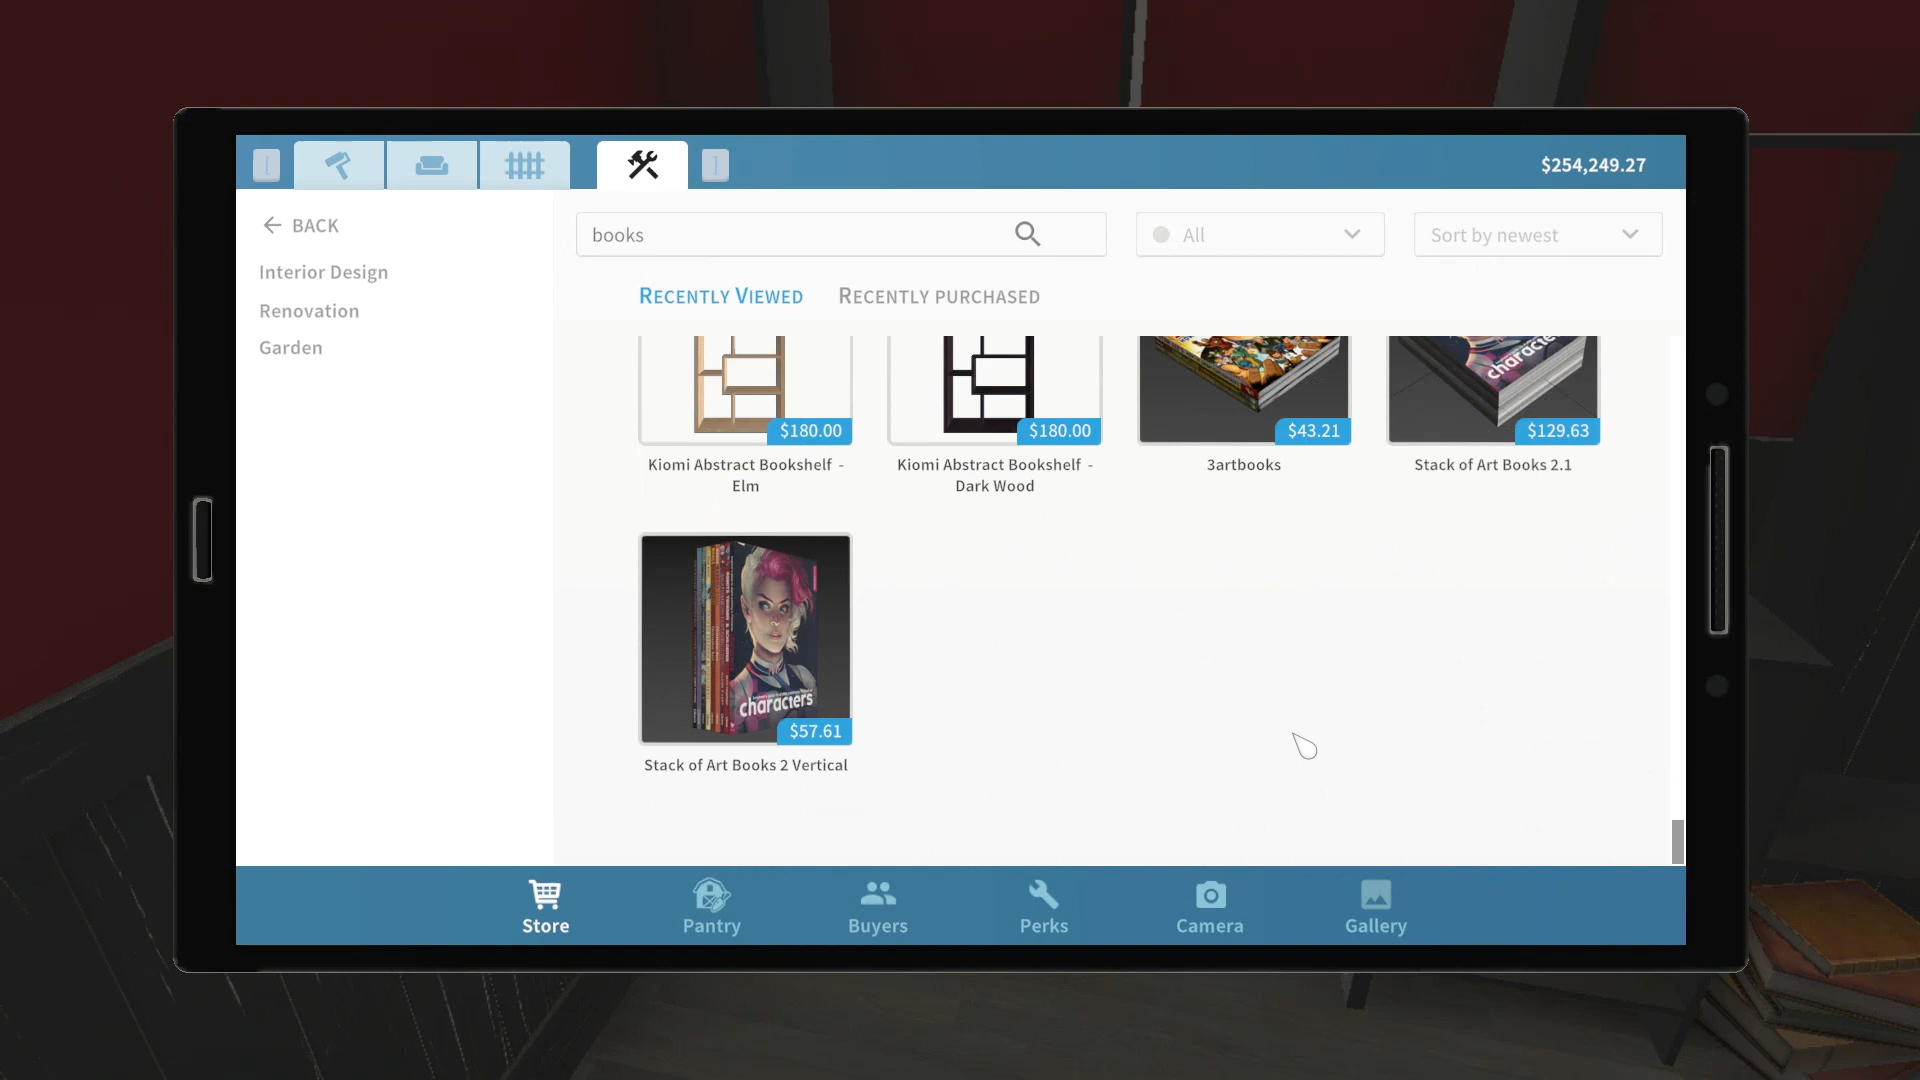 [
]
$254,249.27
BACK
Interior Design
Renovation
Garden
books
All
Sort by newest
RECENTLY VIEWED
RECENTLY PURCHASED
$180.00
$180.00
$43.21
characte
$129.63
Kiomi Abstract Bookshelf -
Elm
Kiomi Abstract Bookshelf -
Dark Wood
3artbooks
Stack of Art Books 2.1
characters
$57.61
Stack of Art Books 2 Vertical
Store
Pantry
Buyers
Perks
Camera
Gallery